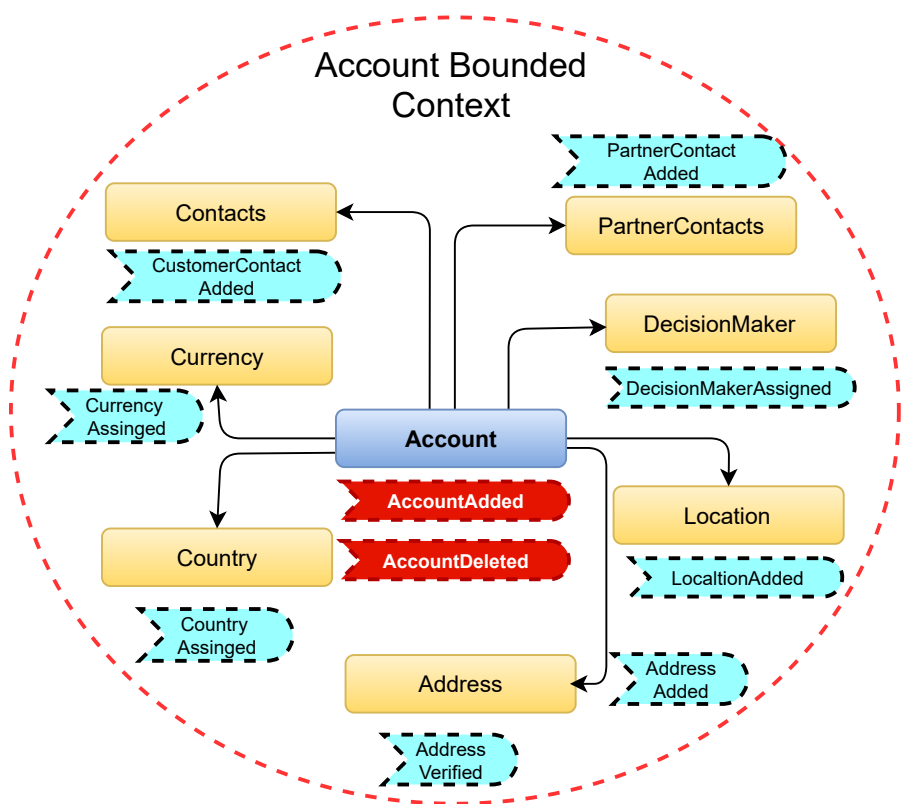 Account Bounded
Context
PartnerContact
Added
Contacts
PartnerContacts
CustomerContact
Added
DecisionMaker
Currency
DecisionMakerAssigned
Currency
Assinged
Account
AccountAdded
Location
AccountDeleted
Country
LocaltionAdded
Country
Assinged
Address
Address
Added
Address
Verified